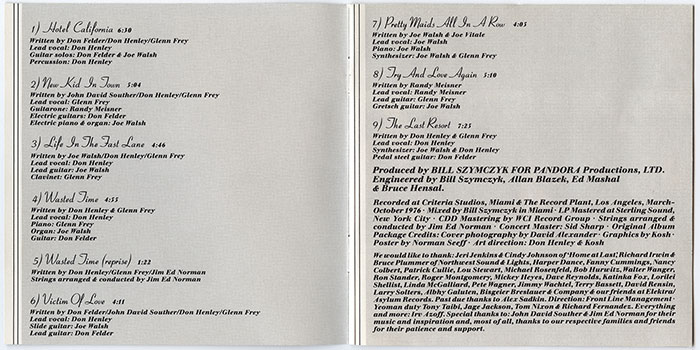 1) Hotel California 6:30
Written by Don Felder/Don Henley/Glenn Frey
Lead vocal: Don Henley
Guitar solos: Don Felder & Joe Walsh
Percussion: Don Henley
2) New Kid In Town 5:04
Written by John David Souther/Don Henley/Glenn Frey
Lead vocal: Glenn Frey
Guitarone: Randy Meisner
Electric guitars: Don Felder
Electric piano & organ: Joe Walsh
3) Life In The Fast Lane 4:46
Written by Joe Walsh/Don Henley/Glenn Frey
Lead vocal: Don Henley
Lead guitar: Joe Walsh
Clavinet: Glenn Frey
4) Wasted Time 4:55
Written by Don Henley & Glenn Frey
Lead vocal: Don Henley
Piano: Glenn Frey
Organ: Joe Walsh
Guitar: Don Felder
5) Wasted Time (reprise) 1:22
Written by Don Henley/Glenn Frey/Jim Ed Norman
Strings arranged & conducted by Jim Ed Norman
6) Victim Of Love 4:11
Written by Don Felder/John David Souther/Don Henley/Glenn Frey
Lead vocal: Don Henley
Slide guitar: Joe Walsh
Lead guitar: Don Felder
7) Pretty Maids All In A Row 4:05
Written by Joe Walsh & Joe Vitale
Lead vocal: Joe Walsh
Piano: Joe Walsh
Synthesizer: Joe Walsh & Glenn Frey
8) Try And Love Again 5:10
Written by Randy Meisner
Lead vocal: Randy Meisner
Lead guitar: Glenn Frey
Gretsch guitar: Joe Walsh
9) The Last Resort 7:25
Written by Don Henley & Glenn Frey
Lead vocal: Don Henley
Synthesizer: Joe Walsh & Don Henley
Pedal steel guitar: Don Felder
Produced by BILL SZYMCZYK FOR PANDORA Productions, LTD.
Engineered by Bill Szymczyk, Allan Blazek, Ed Mashal
& Bruce Hensal.
Recorded at Criteria Studios, Miami & The Record Plant, Los Angeles, March-
October 1976 · Mixed by Bill Szymczyk in Miami · LP Mastered at Sterling Sound,
New York City · CDD Mastering by WCI Record Group · Strings arranged &
conducted by Jim Ed Norman · Concert Master: Sid Sharp · Original Album
Package Credits: Cover photography by David Alexander · Graphics by Kosh ·
Poster by Norman Seeff · Art direction: Don Henley & Kosh
We would like to thank: Jeri Jenkins & Cindy Johnson of 'Home at Last', Richard Irwin &
Bruce Plummer of Northwest Sound & Lights, Harper Dance, Fanny Cummings, Nancy
Colbert, Patrick Cullie, Lou Stewart, Michael Rosenfeld, Bob Hurwitz, Walter Wanger,
Ron Stander, Roger Montgomery, Mickey Heyes, Dave Reynolds, Katinka Fox, Lorilei
Shellist, Linda McGalliard, Pete Wagner, Jimmy Wachtel, Terry Bassett, David Rensin,
Larry Solters, Abby Galuten, Bisgeier Breslauer & Company & our friends at Elektra/
Asylum Records. Past due thanks to Alex Sadkin. Direction: Front Line Management ·
Yeoman duty Tony Taibi, Jage Jackson, Tom Nixon & Richard Fernandez. Everything
and more: Irv Azoff. Special thanks to: John David Souther & Jim Ed Norman for their
music and inspiration and, most of all, thanks to our respective families and friends
for their patience and support.